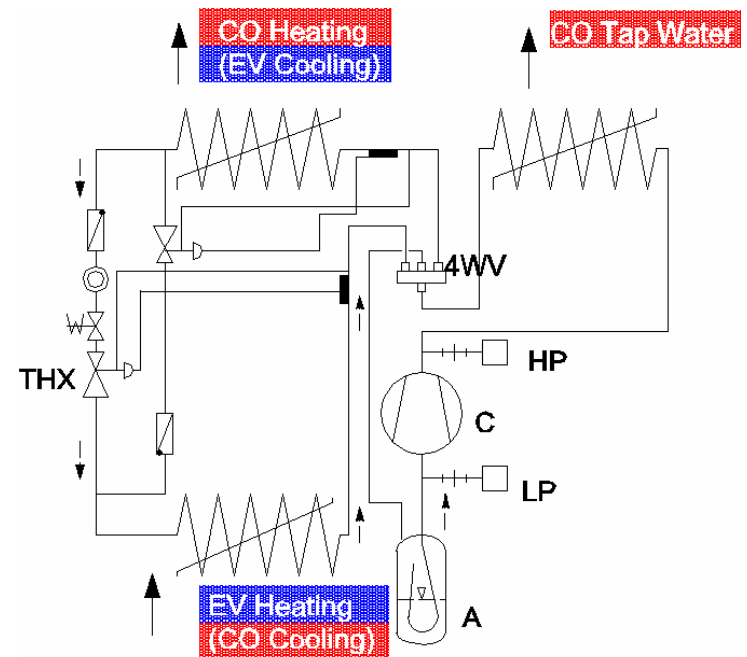 CO Heating
(EV Cooling)
CO Tap Water
4WV
HP
THX
C
LP
EV Heating
(CO Cooling)
A